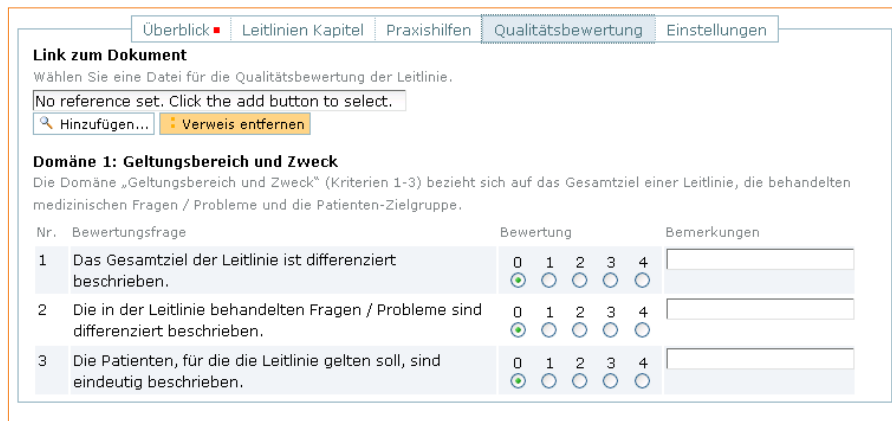 Überblick Leitlinien Kapitel Praxishilfen Qualitätsbewertung Einstellungen
Link zum Dokument
Wählen Sie eine Datei für die Qualitätsbewertung der Leitlinie.
No reference set. Click the add button to select.
Hinzufügen... Verweis entfernen
Domäne 1: Geltungsbereich und Zweck
Die Domäne „Geltungsbereich und Zweck“ (Kriterien 1-3) bezieht sich auf das Gesamtziel einer Leitlinie, die behandelten
medizinischen Fragen / Probleme und die Patienten-Zielgruppe.
Nr. Bewertungsfrage Bewertung Bemerkungen
1 Das Gesamtziel der Leitlinie ist differenziert 0 1 2 3 4
beschrieben.
2 Die in der Leitlinie behandelten Fragen / Probleme sind 0 1 2 3 4
differenziert beschrieben.
3 Die Patienten, für die die Leitlinie gelten soll, sind 0 1 2 3 4
eindeutig beschrieben.